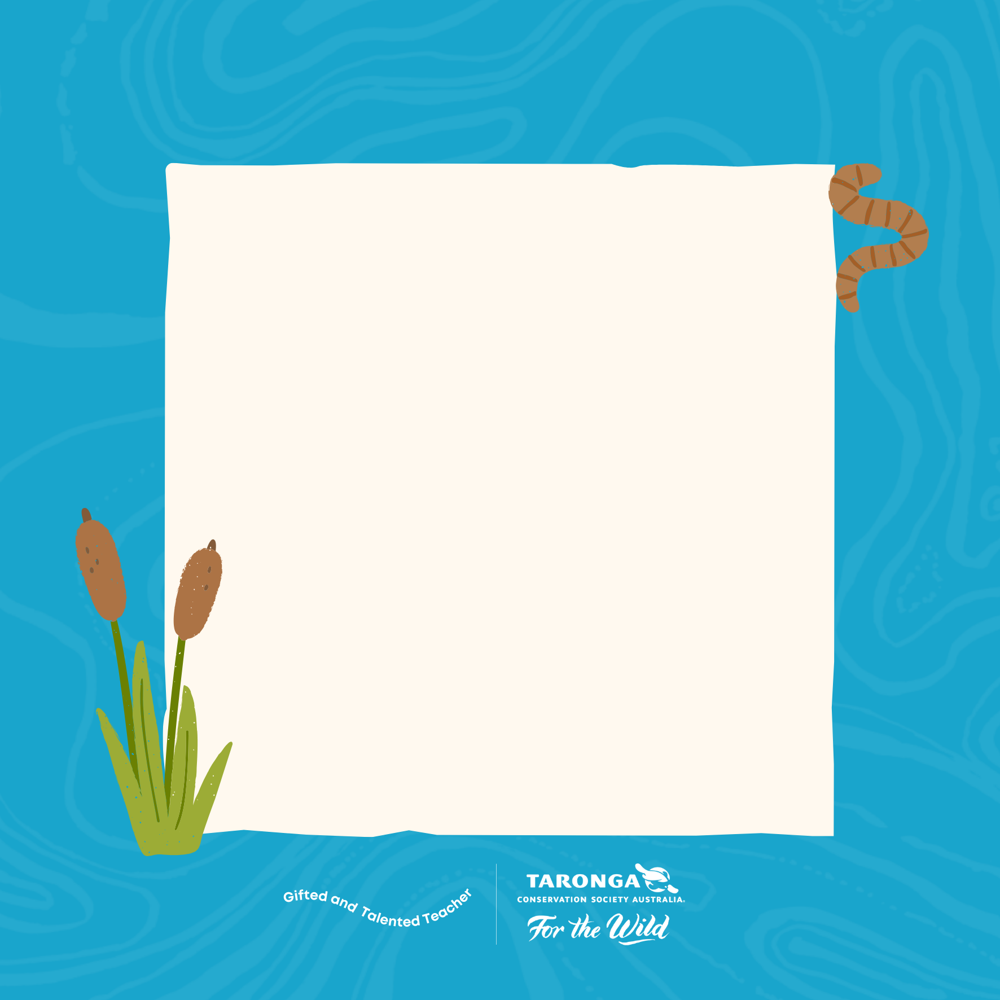 Gifted and Talented Teacher
TARONGA
CONSERVATION SOCIETY AUSTRALIA®
For the Wild